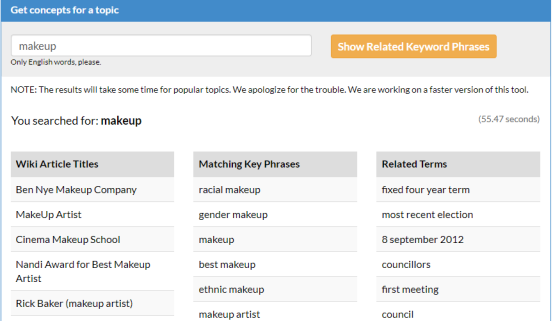 Get concepts for a topic
makeup
Show Related Keyword Phrases
Only English words, please.
NOTE: The results will take some time for popular topics. We apologize for the trouble. We are working on a faster version of this tool.
You searched for: makeup
(55.47 seconds)
Wiki Article Titles
Ben Nye Makeup Company
MakeUp Artist
Cinema Makeup School
Nandi Award for Best Makeup
Artist
Rick Baker (makeup artist)
Matching Key Phrases
racial makeup
gender makeup
makeup
best makeup
ethnic makeup
makeup artist
Related Terms
fixed four year term
most recent election
8 september 2012
councillors
first meeting
council